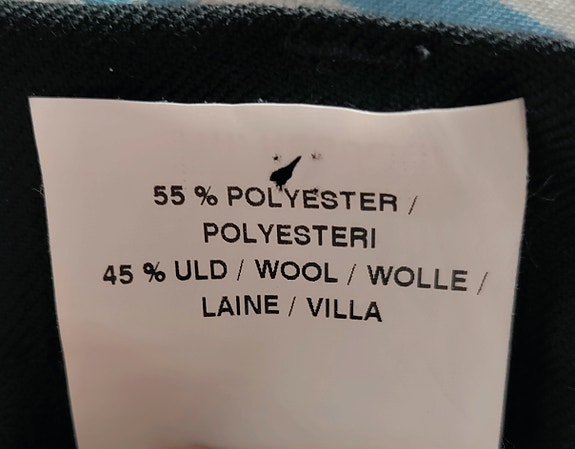 55 % POLYESTER /
POLYESTERI
45 % ULD / WOOL / WOLLE /
LAINE / VILLA